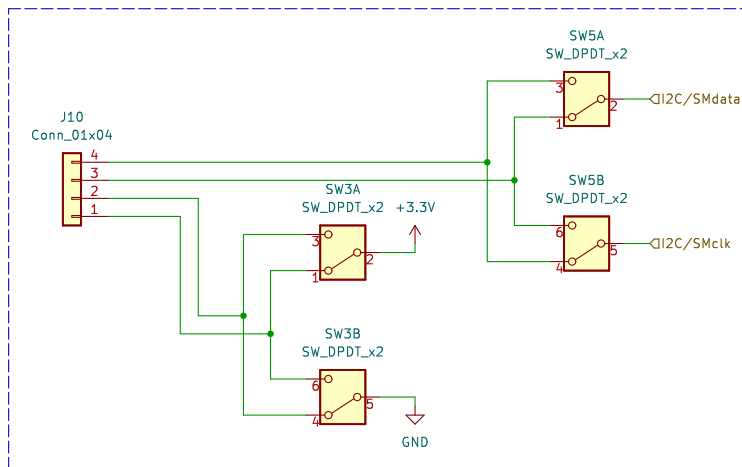 SW5A
SW_DPDT_x2
3
2
I2C/SMdata
1
J10
Conn_01x04
4
3
2
1
SW3A
SW_DPDT_x2
+3.3V
3
2
1
SW5B
SW_DPDT_x2
6
5
I2C/SMclk
4
SW3B
SW_DPDT_x2
6
5
4
GND